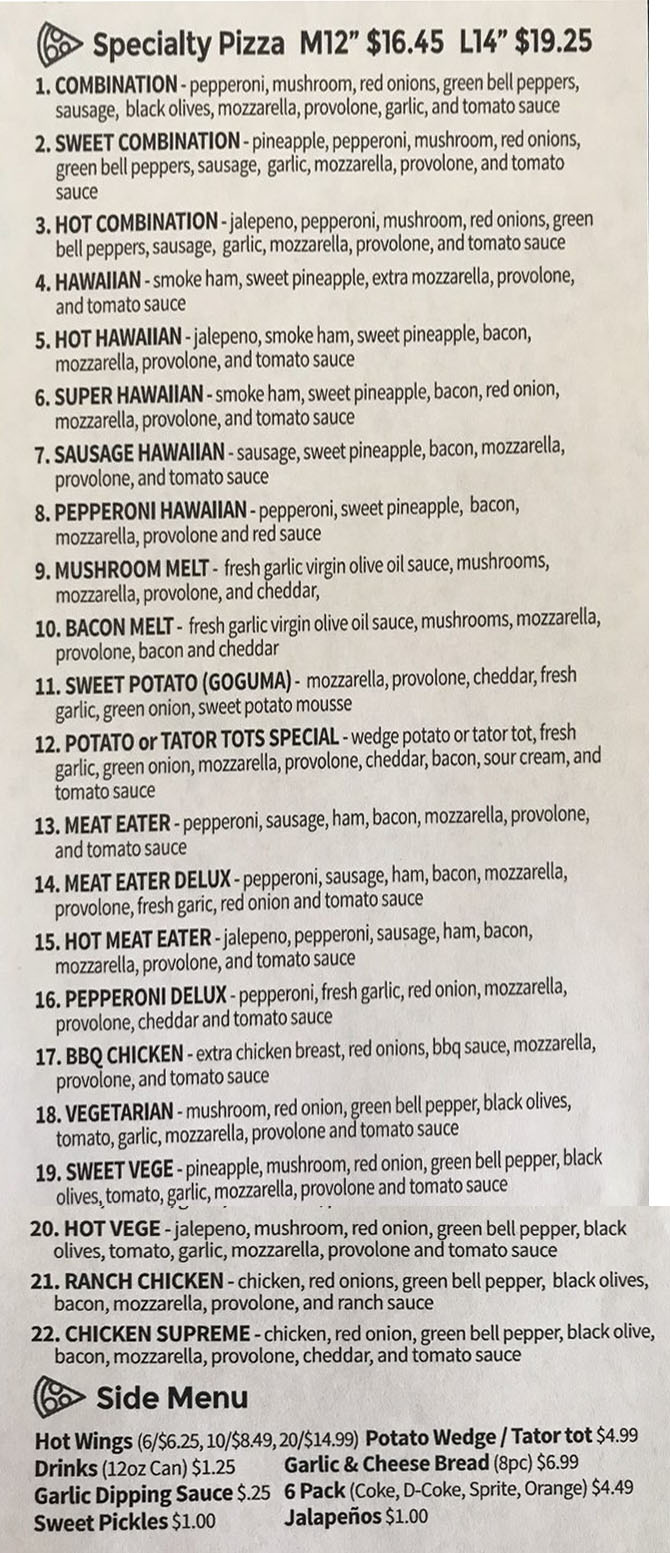 Specialty Pizza M12” $16.45 L14” $19.25
1. COMBINATION - pepperoni, mushroom, red onions, green bell peppers,
sausage, black olives, mozzarella, provolone, garlic, and tomato sauce
2. SWEET COMBINATION - pineapple, pepperoni, mushroom, red onions,
green bell peppers, sausage, garlic, mozzarella, provolone, and tomato
sauce
3. HOT COMBINATION - jalepeno, pepperoni, mushroom, red onions, green
bell peppers, sausage, garlic, mozzarella, provolone, and tomato sauce
4. HAWAIIAN - smoke ham, sweet pineapple, extra mozzarella, provolone,
and tomato sauce
5. HOT HAWAIIAN - jalepeno, smoke ham, sweet pineapple, bacon,
mozzarella, provolone, and tomato sauce
6. SUPER HAWAIIAN - smoke ham, sweet pineapple, bacon, red onion,
mozzarella, provolone, and tomato sauce
7. SAUSAGE HAWAIIAN - sausage, sweet pineapple, bacon, mozzarella,
provolone, and tomato sauce
8. PEPPERONI HAWAIIAN - pepperoni, sweet pineapple, bacon,
mozzarella, provolone and red sauce
9. MUSHROOM MELT - fresh garlic virgin olive oil sauce, mushrooms,
mozzarella, provolone, and cheddar,
10. BACON MELT - fresh garlic virgin olive oil sauce, mushrooms, mozzarella,
provolone, bacon and cheddar
11. SWEET POTATO (GOGUMA) - mozzarella, provolone, cheddar, fresh
garlic, green onion, sweet potato mousse
12. POTATO or TATOR TOTS SPECIAL - wedge potato or tator tot, fresh
garlic, green onion, mozzarella, provolone, cheddar, bacon, sour cream, and
tomato sauce
13. MEAT EATER - pepperoni, sausage, ham, bacon, mozzarella, provolone,
and tomato sauce
14. MEAT EATER DELUX - pepperoni, sausage, ham, bacon, mozzarella,
provolone, fresh garic, red onion and tomato sauce
15. HOT MEAT EATER - jalepeno, pepperoni, sausage, ham, bacon,
mozzarella, provolone, and tomato sauce
16. PEPPERONI DELUX - pepperoni, fresh garlic, red onion, mozzarella,
provolone, cheddar and tomato sauce
17. BBQ CHICKEN - extra chicken breast, red onions, bbq sauce, mozzarella,
provolone, and tomato sauce
18. VEGETARIAN - mushroom, red onion, green bell pepper, black olives,
tomato, garlic, mozzarella, provolone and tomato sauce
19. SWEET VEGE - pineapple, mushroom, red onion, green bell pepper, black
olives, tomato, garlic, mozzarella, provolone and tomato sauce
20. HOT VEGE - jalepeno, mushroom, red onion, green bell pepper, black
olives, tomato, garlic, mozzarella, provolone and tomato sauce
21. RANCH CHICKEN - chicken, red onions, green bell pepper, black olives,
bacon, mozzarella, provolone, and ranch sauce
22. CHICKEN SUPREME - chicken, red onion, green bell pepper, black olive,
bacon, mozzarella, provolone, cheddar, and tomato sauce
Side Menu
Hot Wings (6/$6.25, 10/$8.49, 20/$14.99) Potato Wedge / Tator tot $4.99
Drinks (12oz Can) $1.25 Garlic & Cheese Bread (8pc) $6.99
Garlic Dipping Sauce $.25 6 Pack (Coke, D-Coke, Sprite, Orange) $4.49
Sweet Pickles $1.00 Jalapeños $1.00